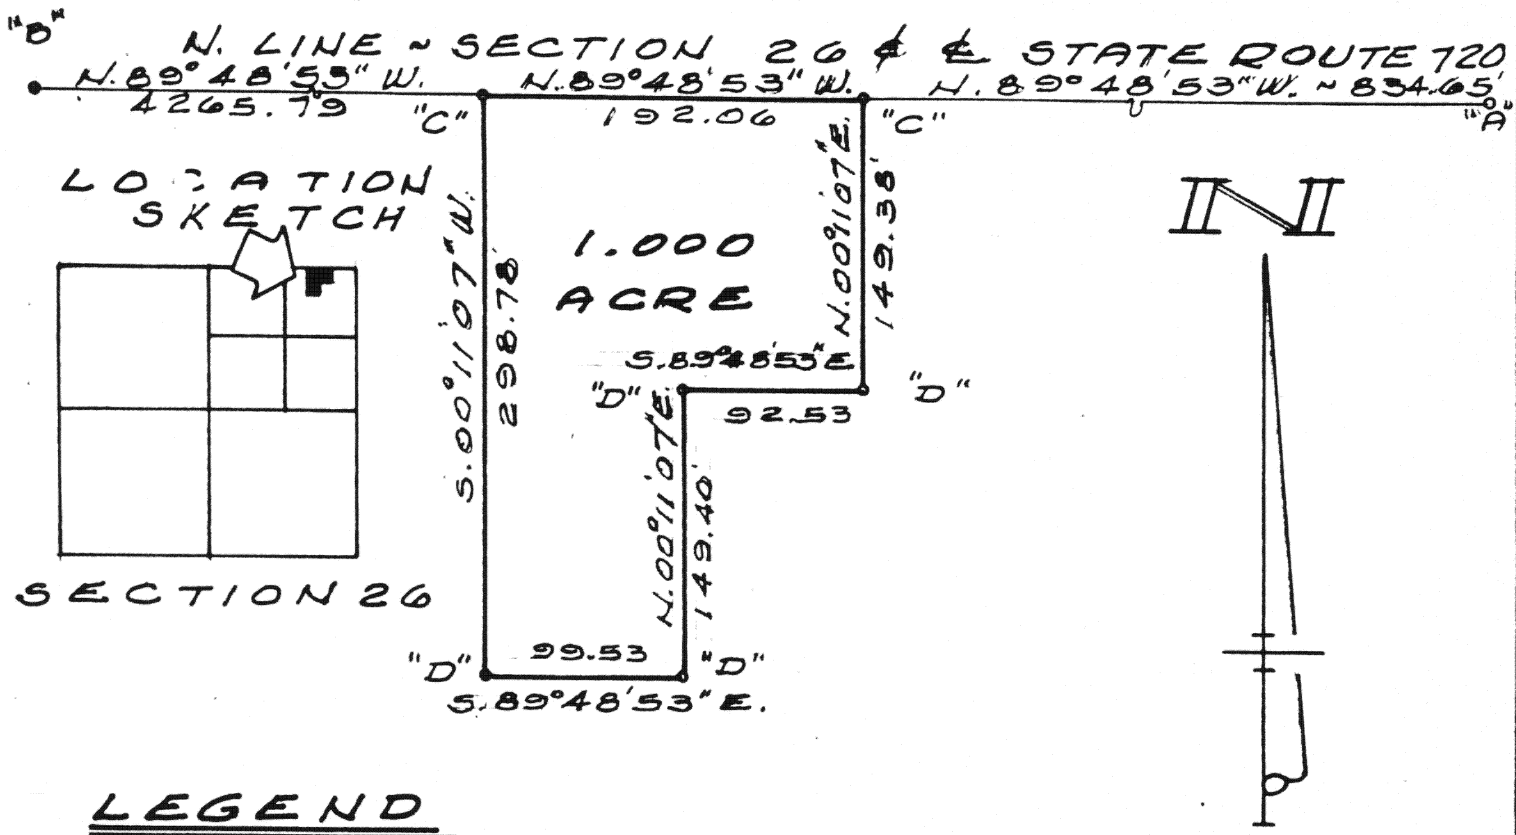 "B"
N. LINE ~ SECTION 26 & ℄ STATE ROUTE 720
N. 89° 48' 53" W. N. 89° 48' 53" W. N. 89° 48' 53" W. ~ 834.65'
4265.79 "C" 192.06 "C" "A"
LOCATION
SKETCH
S. 00° 11' 07" W.
298.78'
1.000
ACRE
N. 00° 11' 07" E.
149.38'
S. 89° 48' 53" E
"D" 92.53 "D"
N. 00° 11' 07" E.
149.40'
N
SECTION 26
"D" 99.53 "D"
S. 89° 48' 53" E.
LEGEND